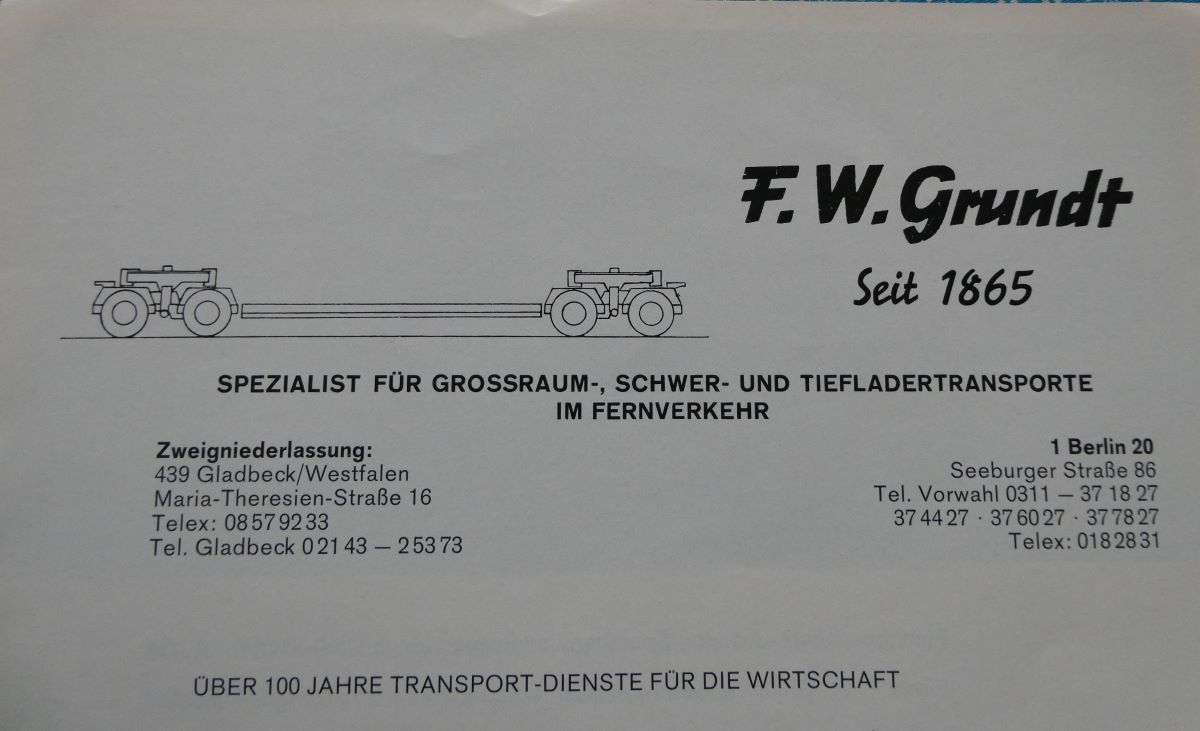 F. W. Grundt
Seit 1865
SPEZIALIST FÜR GROSSRAUM-, SCHWER- UND TIEFLADERTRANSPORTE
IM FERNVERKEHR
Zweigniederlassung:
439 Gladbeck/Westfalen
Maria-Theresien-Straße 16
Telex: 08579233
Tel. Gladbeck 02143 – 25373
1 Berlin 20
Seeburger Straße 86
Tel. Vorwahl 0311 – 371827
374427 · 376027 · 377827
Telex: 0182831
ÜBER 100 JAHRE TRANSPORT-DIENSTE FÜR DIE WIRTSCHAFT